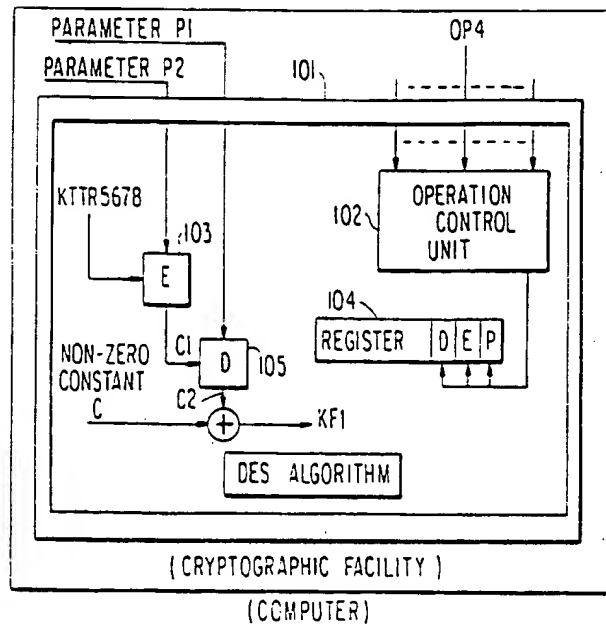 PARAMETER P1
OP4
PARAMETER P2
101
KTTR5678
103
E
102
OPERATION
CONTROL
UNIT
104
REGISTER D E P
C1
D
105
NON-ZERO
CONSTANT
C
C2
+
KF1
DES ALGORITHM
(CRYPTOGRAPHIC FACILITY)
(COMPUTER)